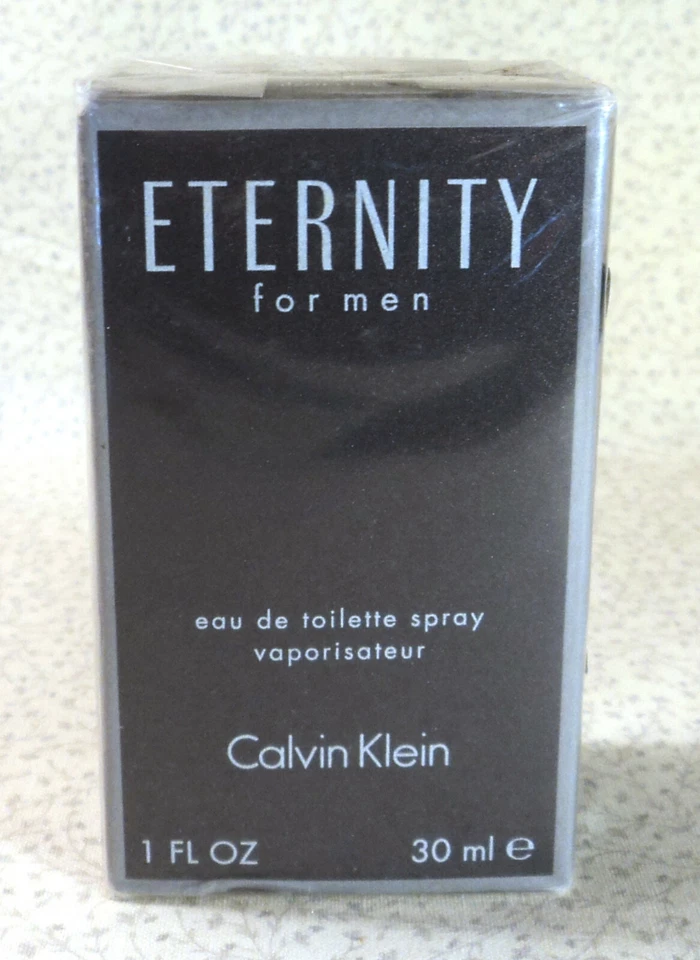 ETERNITY
for men
eau de toilette spray
vaporisateur
Calvin Klein
1 FL OZ 30 ml ℮